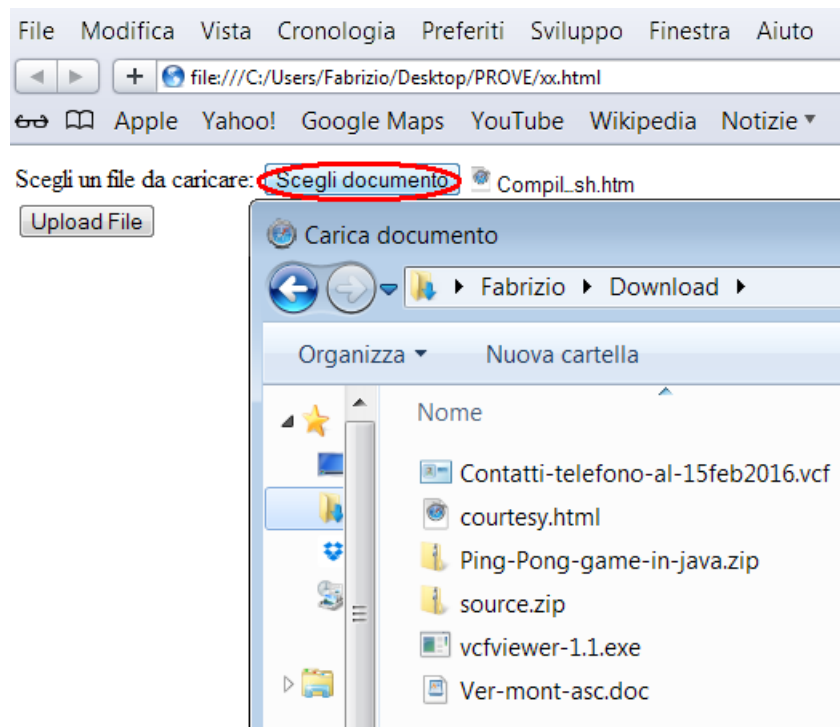 File Modifica Vista Cronologia Preferiti Sviluppo Finestra Aiuto
+ file:///C:/Users/Fabrizio/Desktop/PROVE/xx.html
Apple Yahoo! Google Maps YouTube Wikipedia Notizie
Scegli un file da caricare: Scegli documento Compil...sh.htm
Upload File
Carica documento
Fabrizio Download
Organizza Nuova cartella
Nome
Contatti-telefono-al-15feb2016.vcf
courtesy.html
Ping-Pong-game-in-java.zip
source.zip
vcfviewer-1.1.exe
Ver-mont-asc.doc